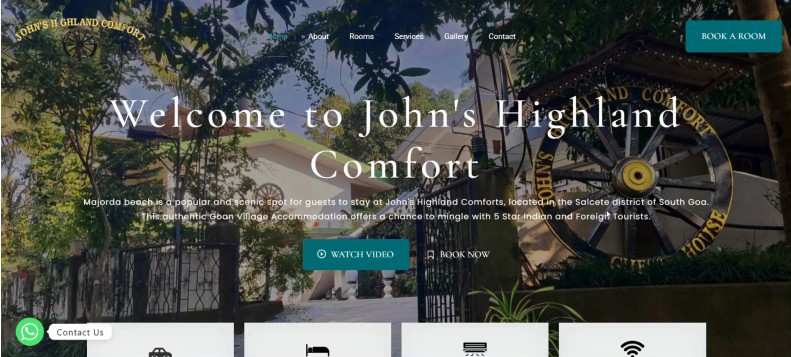 JOHN'S HIGHLAND COMFORT
Home
About
Rooms
Services
Gallery
Contact
BOOK A ROOM
Welcome to John's Highland
Comfort
Majorda beach is a popular and scenic spot for guests to stay at John's Highland Comforts, located in the Salcete district of South Goa.
This authentic Goan Village Accommodation offers a chance to mingle with 5 Star Indian and Foreign Tourists.
WATCH VIDEO
BOOK NOW
JOHN'S
AND COMFORT
GUEST HOUSE
Contact Us